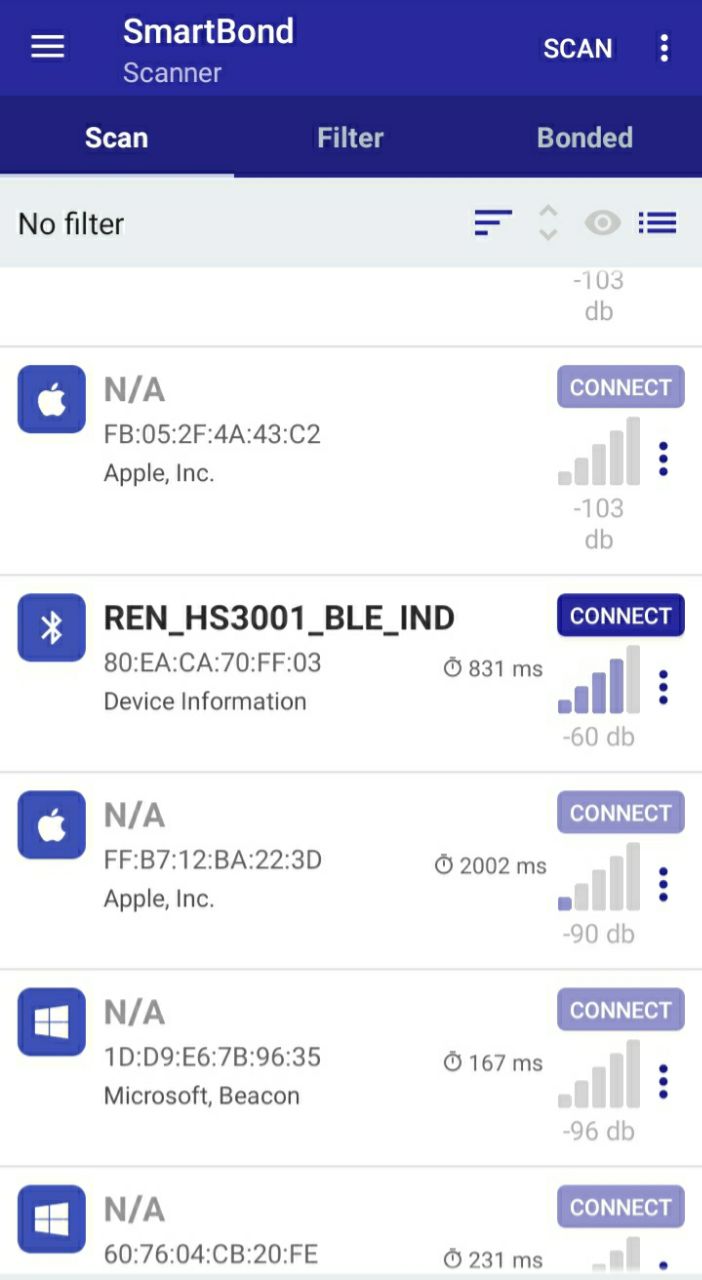 SmartBond
Scanner
SCAN
Scan
Filter
Bonded
No filter
-103
db
N/A
CONNECT
FB:05:2F:4A:43:C2
Apple, Inc.
-103
db
REN_HS3001_BLE_IND
CONNECT
80:EA:CA:70:FF:03
831 ms
Device Information
-60 db
N/A
CONNECT
FF:B7:12:BA:22:3D
2002 ms
Apple, Inc.
-90 db
N/A
CONNECT
1D:D9:E6:7B:96:35
167 ms
Microsoft, Beacon
-96 db
N/A
CONNECT
60:76:04:CB:20:FE
231 ms